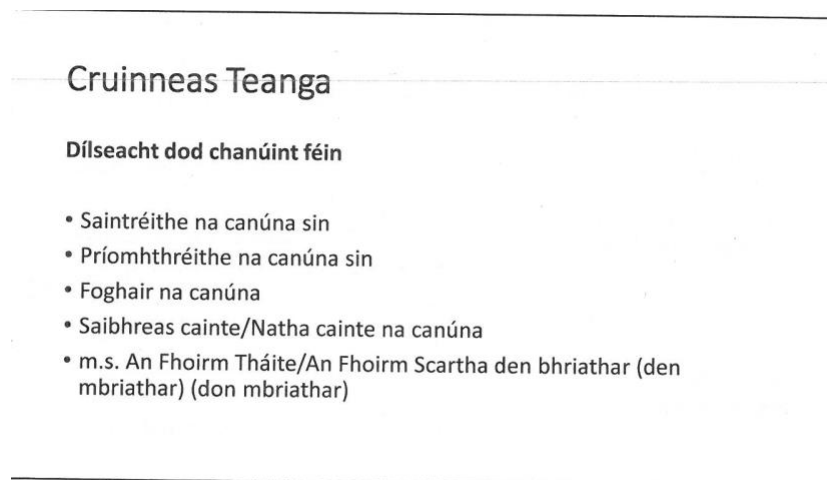 Cruinneas Teanga
Dílseacht dod chanúint féin
• Saintréithe na canúna sin
• Príomhthréithe na canúna sin
• Foghair na canúna
• Saibhreas cainte/Natha cainte na canúna
• m.s. An Fhoirm Tháite/An Fhoirm Scartha den bhriathar (den
mbriathar) (don mbriathar)